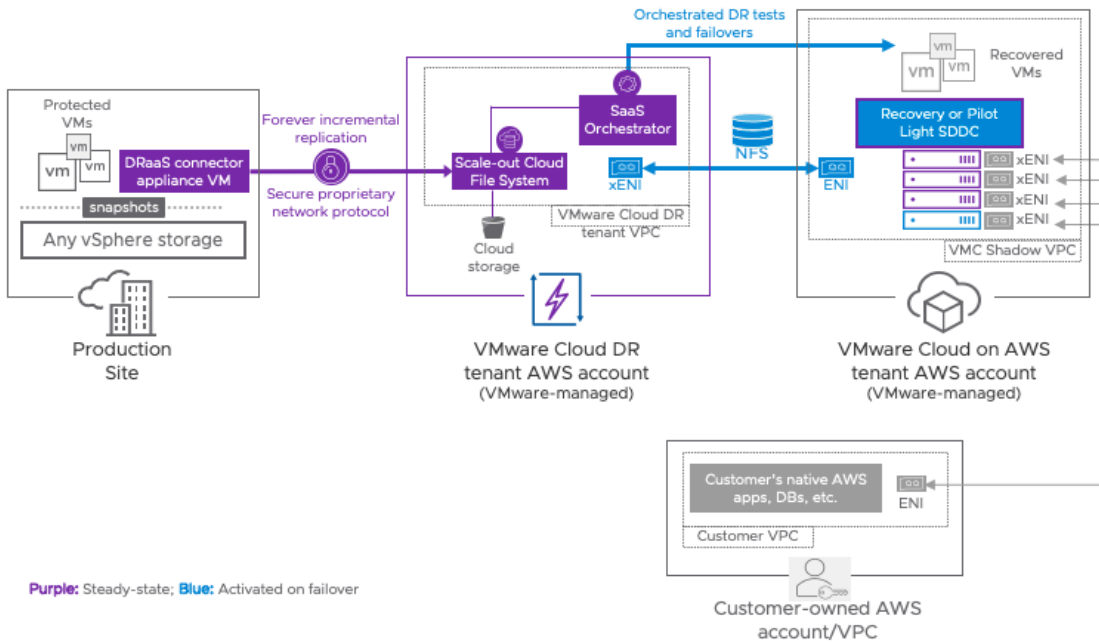 Orchestrated DR tests
and failovers
Protected
VMs
vm
vm
vm
DRaaS connector
appliance VM
snapshots
Any vSphere storage
Production
Site
Forever incremental
replication
Secure proprietary
network protocol
SaaS
Orchestrator
Scale-out Cloud
File System
xENI
VMware Cloud DR
tenant VPC
Cloud
storage
VMware Cloud DR
tenant AWS account
(VMware-managed)
NFS
ENI
vm
vm
vm
Recovered
VMs
Recovery or Pilot
Light SDDC
xENI
xENI
xENI
xENI
VMC Shadow VPC
VMware Cloud on AWS
tenant AWS account
(VMware-managed)
Customer's native AWS
apps, DBs, etc.
ENI
Customer VPC
Customer-owned AWS
account/VPC
Purple: Steady-state; Blue: Activated on failover